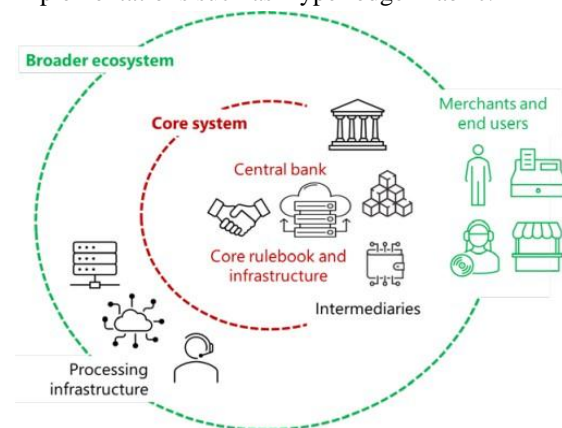 Broader ecosystem
Core system
Merchants and
end users
Central bank
Core rulebook and
infrastructure
Intermediaries
Processing
infrastructure